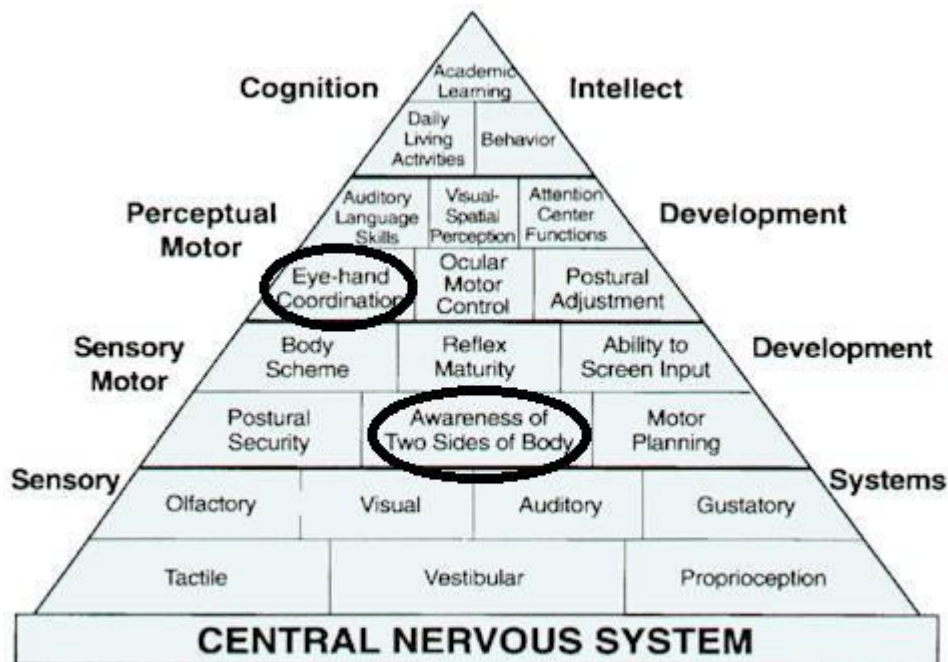 Academic
Learning
Cognition
Intellect
Daily
Living
Activities
Behavior
Auditory
Language
Skills
Visual-
Spatial
Perception
Attention
Center
Functions
Perceptual
Motor
Development
Eye-hand
Coordination
Ocular
Motor
Control
Postural
Adjustment
Sensory
Motor
Development
Body
Scheme
Reflex
Maturity
Ability to
Screen Input
Postural
Security
Awareness of
Two Sides of Body
Motor
Planning
Sensory
Systems
Olfactory
Visual
Auditory
Gustatory
Tactile
Vestibular
Proprioception
CENTRAL NERVOUS SYSTEM